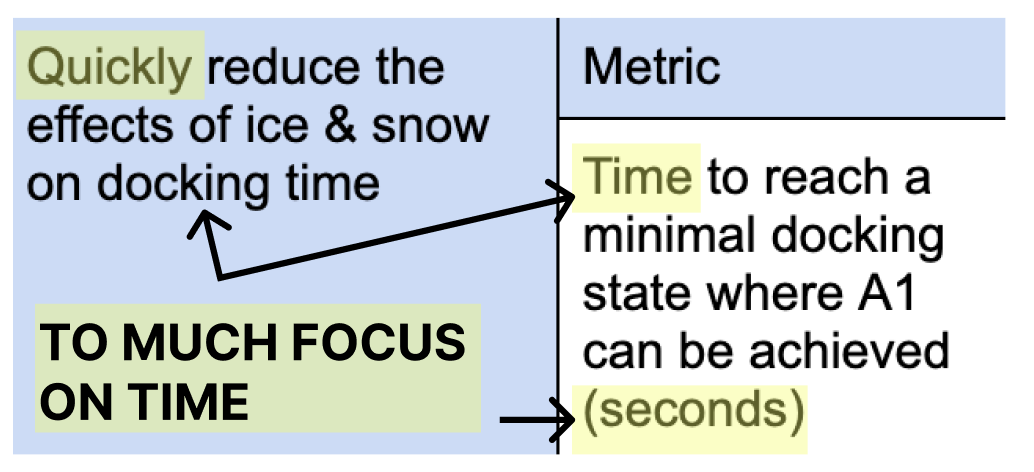 Quickly reduce the
effects of ice & snow
on docking time
TO MUCH FOCUS
ON TIME
Metric
Time to reach a
minimal docking
state where A1
can be achieved
(seconds)